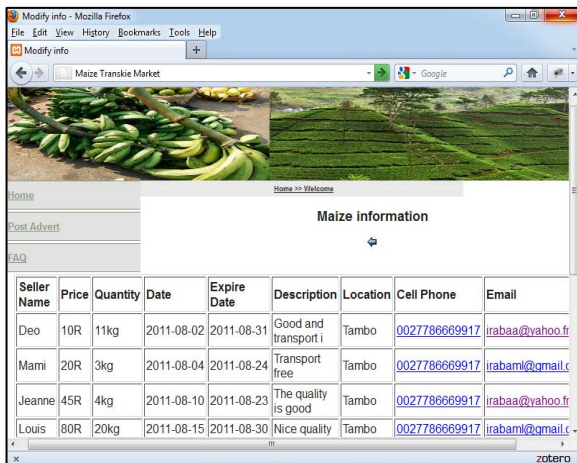 Modify info - Mozilla Firefox
File Edit View History Bookmarks Tools Help
Modify info
Maize Transkie Market
Google
Home >> Welcome
Home
Post Advert
FAQ
Maize information
Seller Name Price Quantity Date Expire Date Description Location Cell Phone Email
Deo 10R 11kg 2011-08-02 2011-08-31 Good and transport i Tambo 0027786669917 irabaa@yahoo.fr
Mami 20R 3kg 2011-08-04 2011-08-24 Transport free Tambo 0027786669917 irabaml@gmail.c
Jeanne 45R 4kg 2011-08-10 2011-08-23 The quality is good Tambo 0027786669917 irabaa@yahoo.fr
Louis 80R 20kg 2011-08-15 2011-08-30 Nice quality Tambo 0027786669917 irabaml@gmail.c
zotero